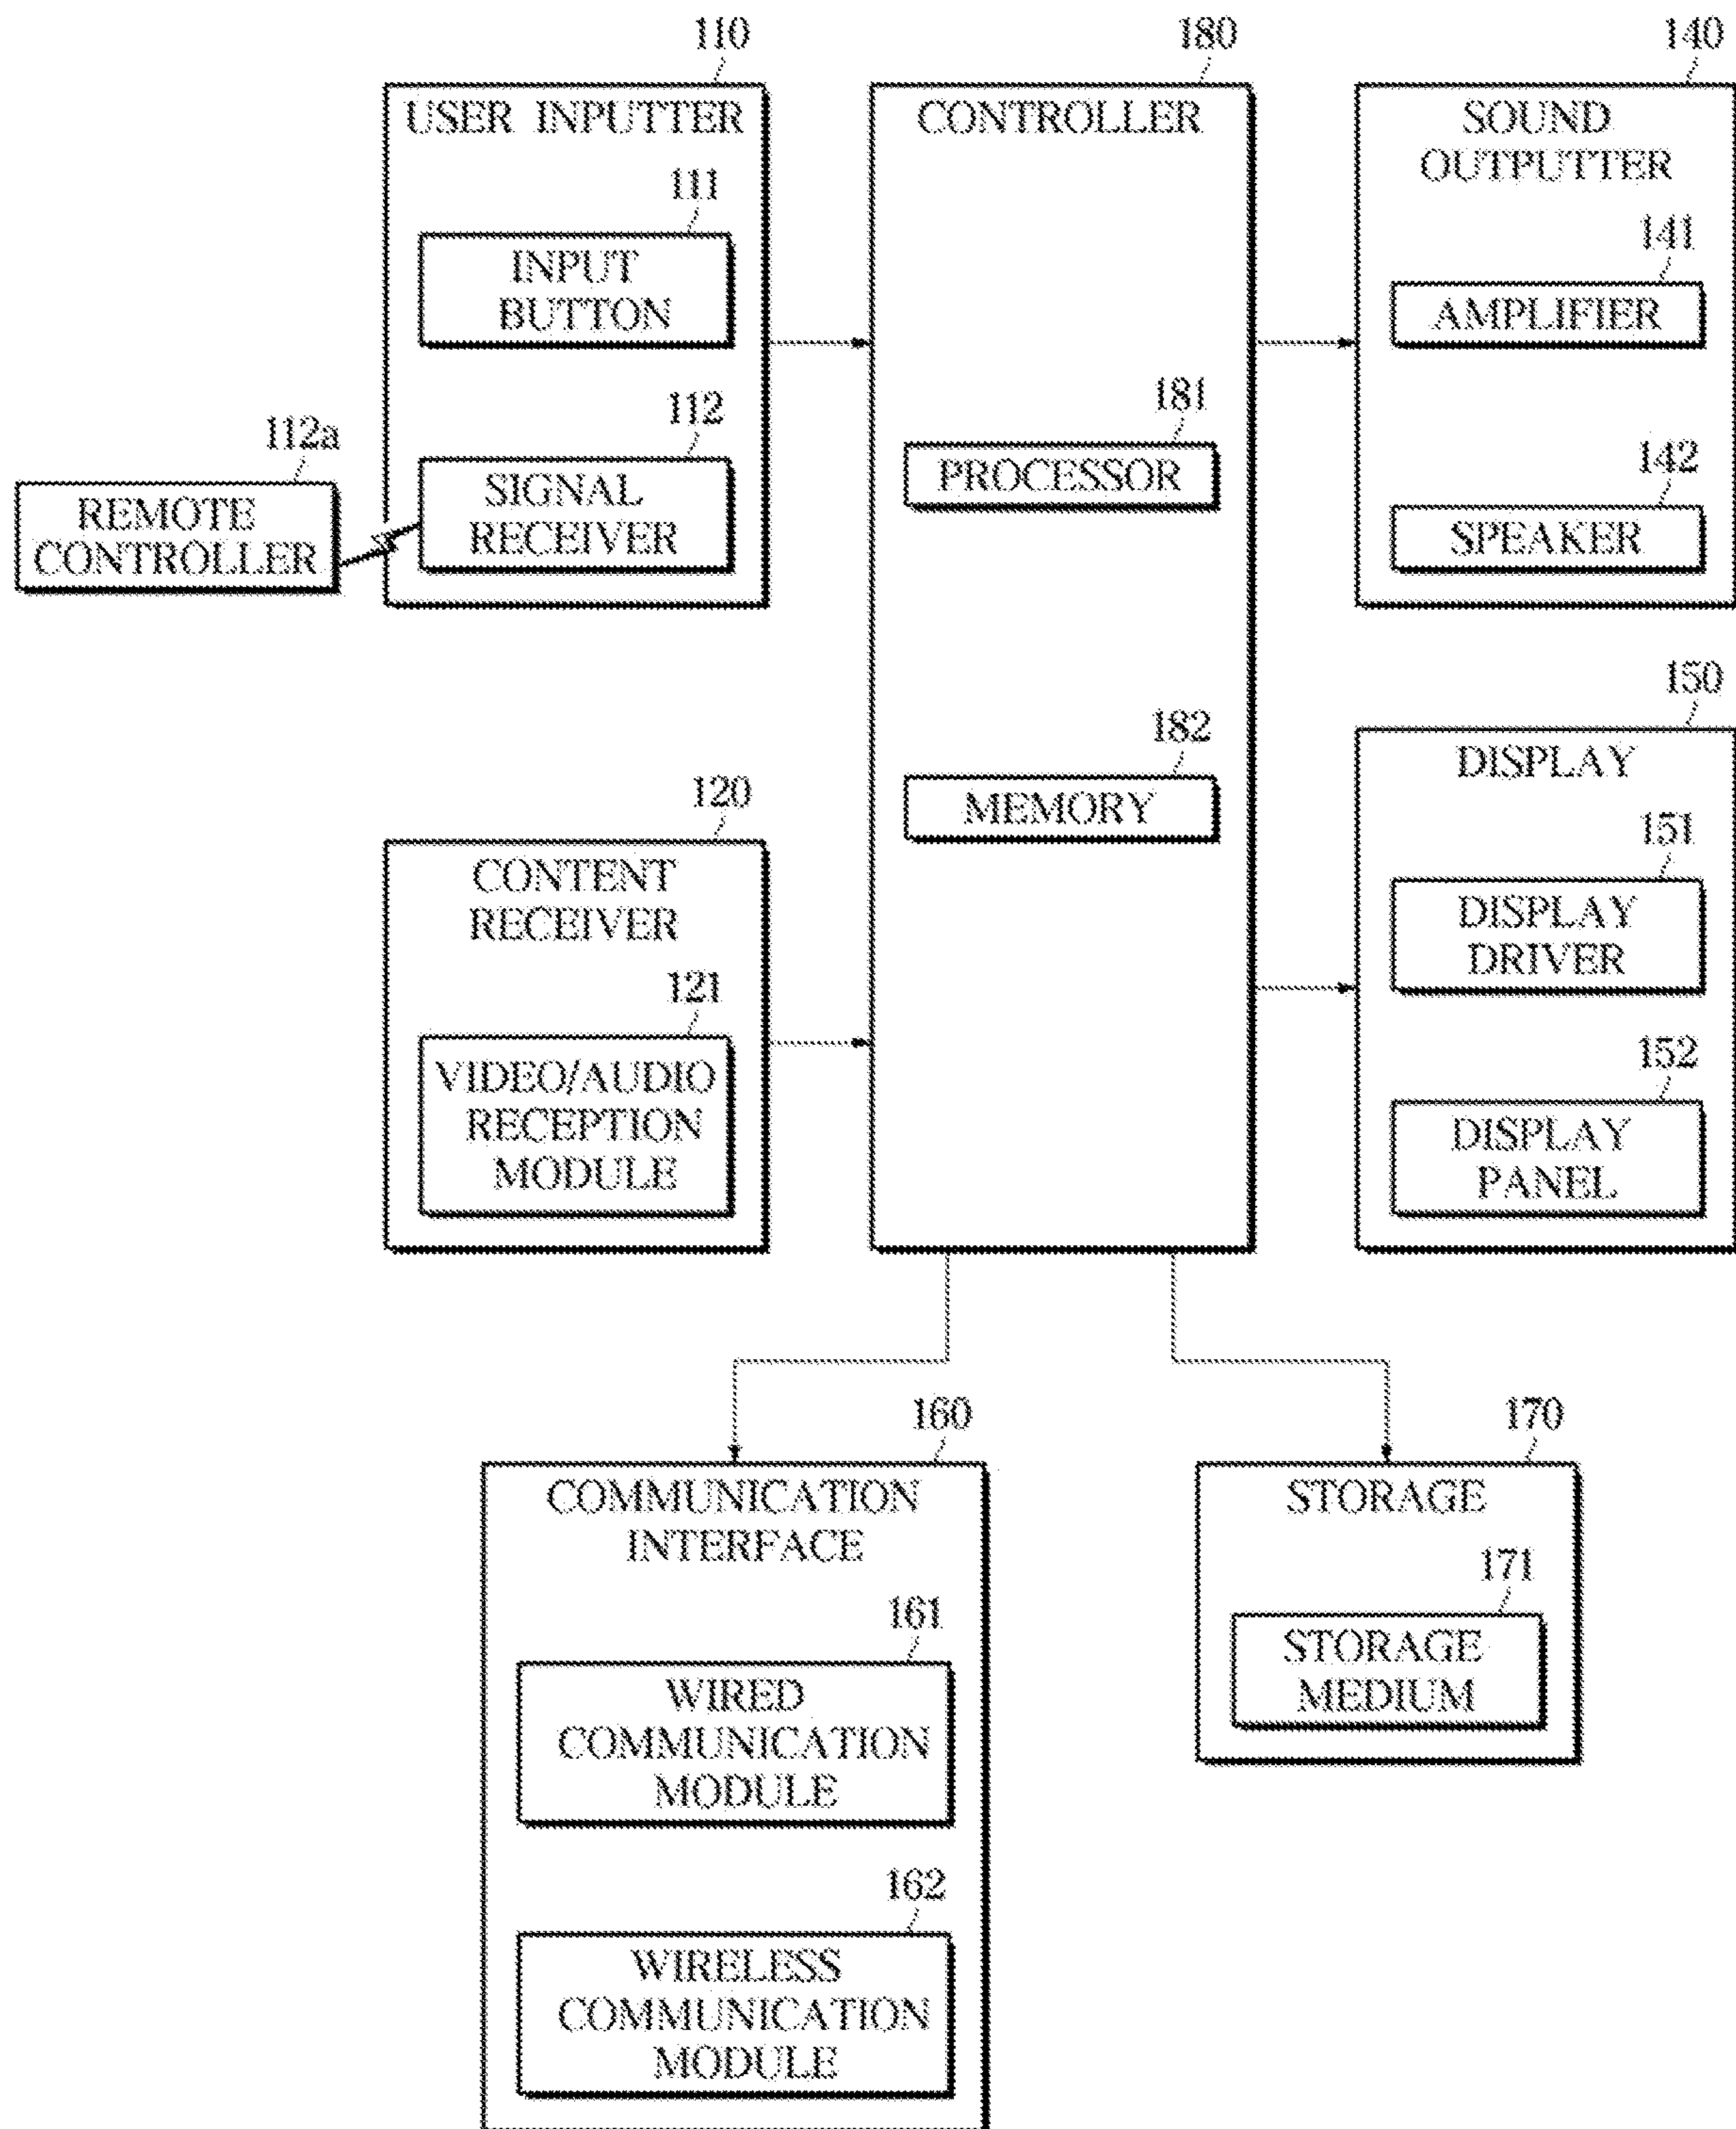 110
USER INPUTTER
111
INPUT
BUTTON
112
SIGNAL
RECEIVER
112a
REMOTE
CONTROLLER
120
CONTENT
RECEIVER
121
VIDEO/AUDIO
RECEPTION
MODULE
180
CONTROLLER
181
PROCESSOR
182
MEMORY
140
SOUND
OUTPUTTER
141
AMPLIFIER
142
SPEAKER
150
DISPLAY
151
DISPLAY
DRIVER
152
DISPLAY
PANEL
160
COMMUNICATION
INTERFACE
161
WIRED
COMMUNICATION
MODULE
162
WIRELESS
COMMUNICATION
MODULE
170
STORAGE
171
STORAGE
MEDIUM